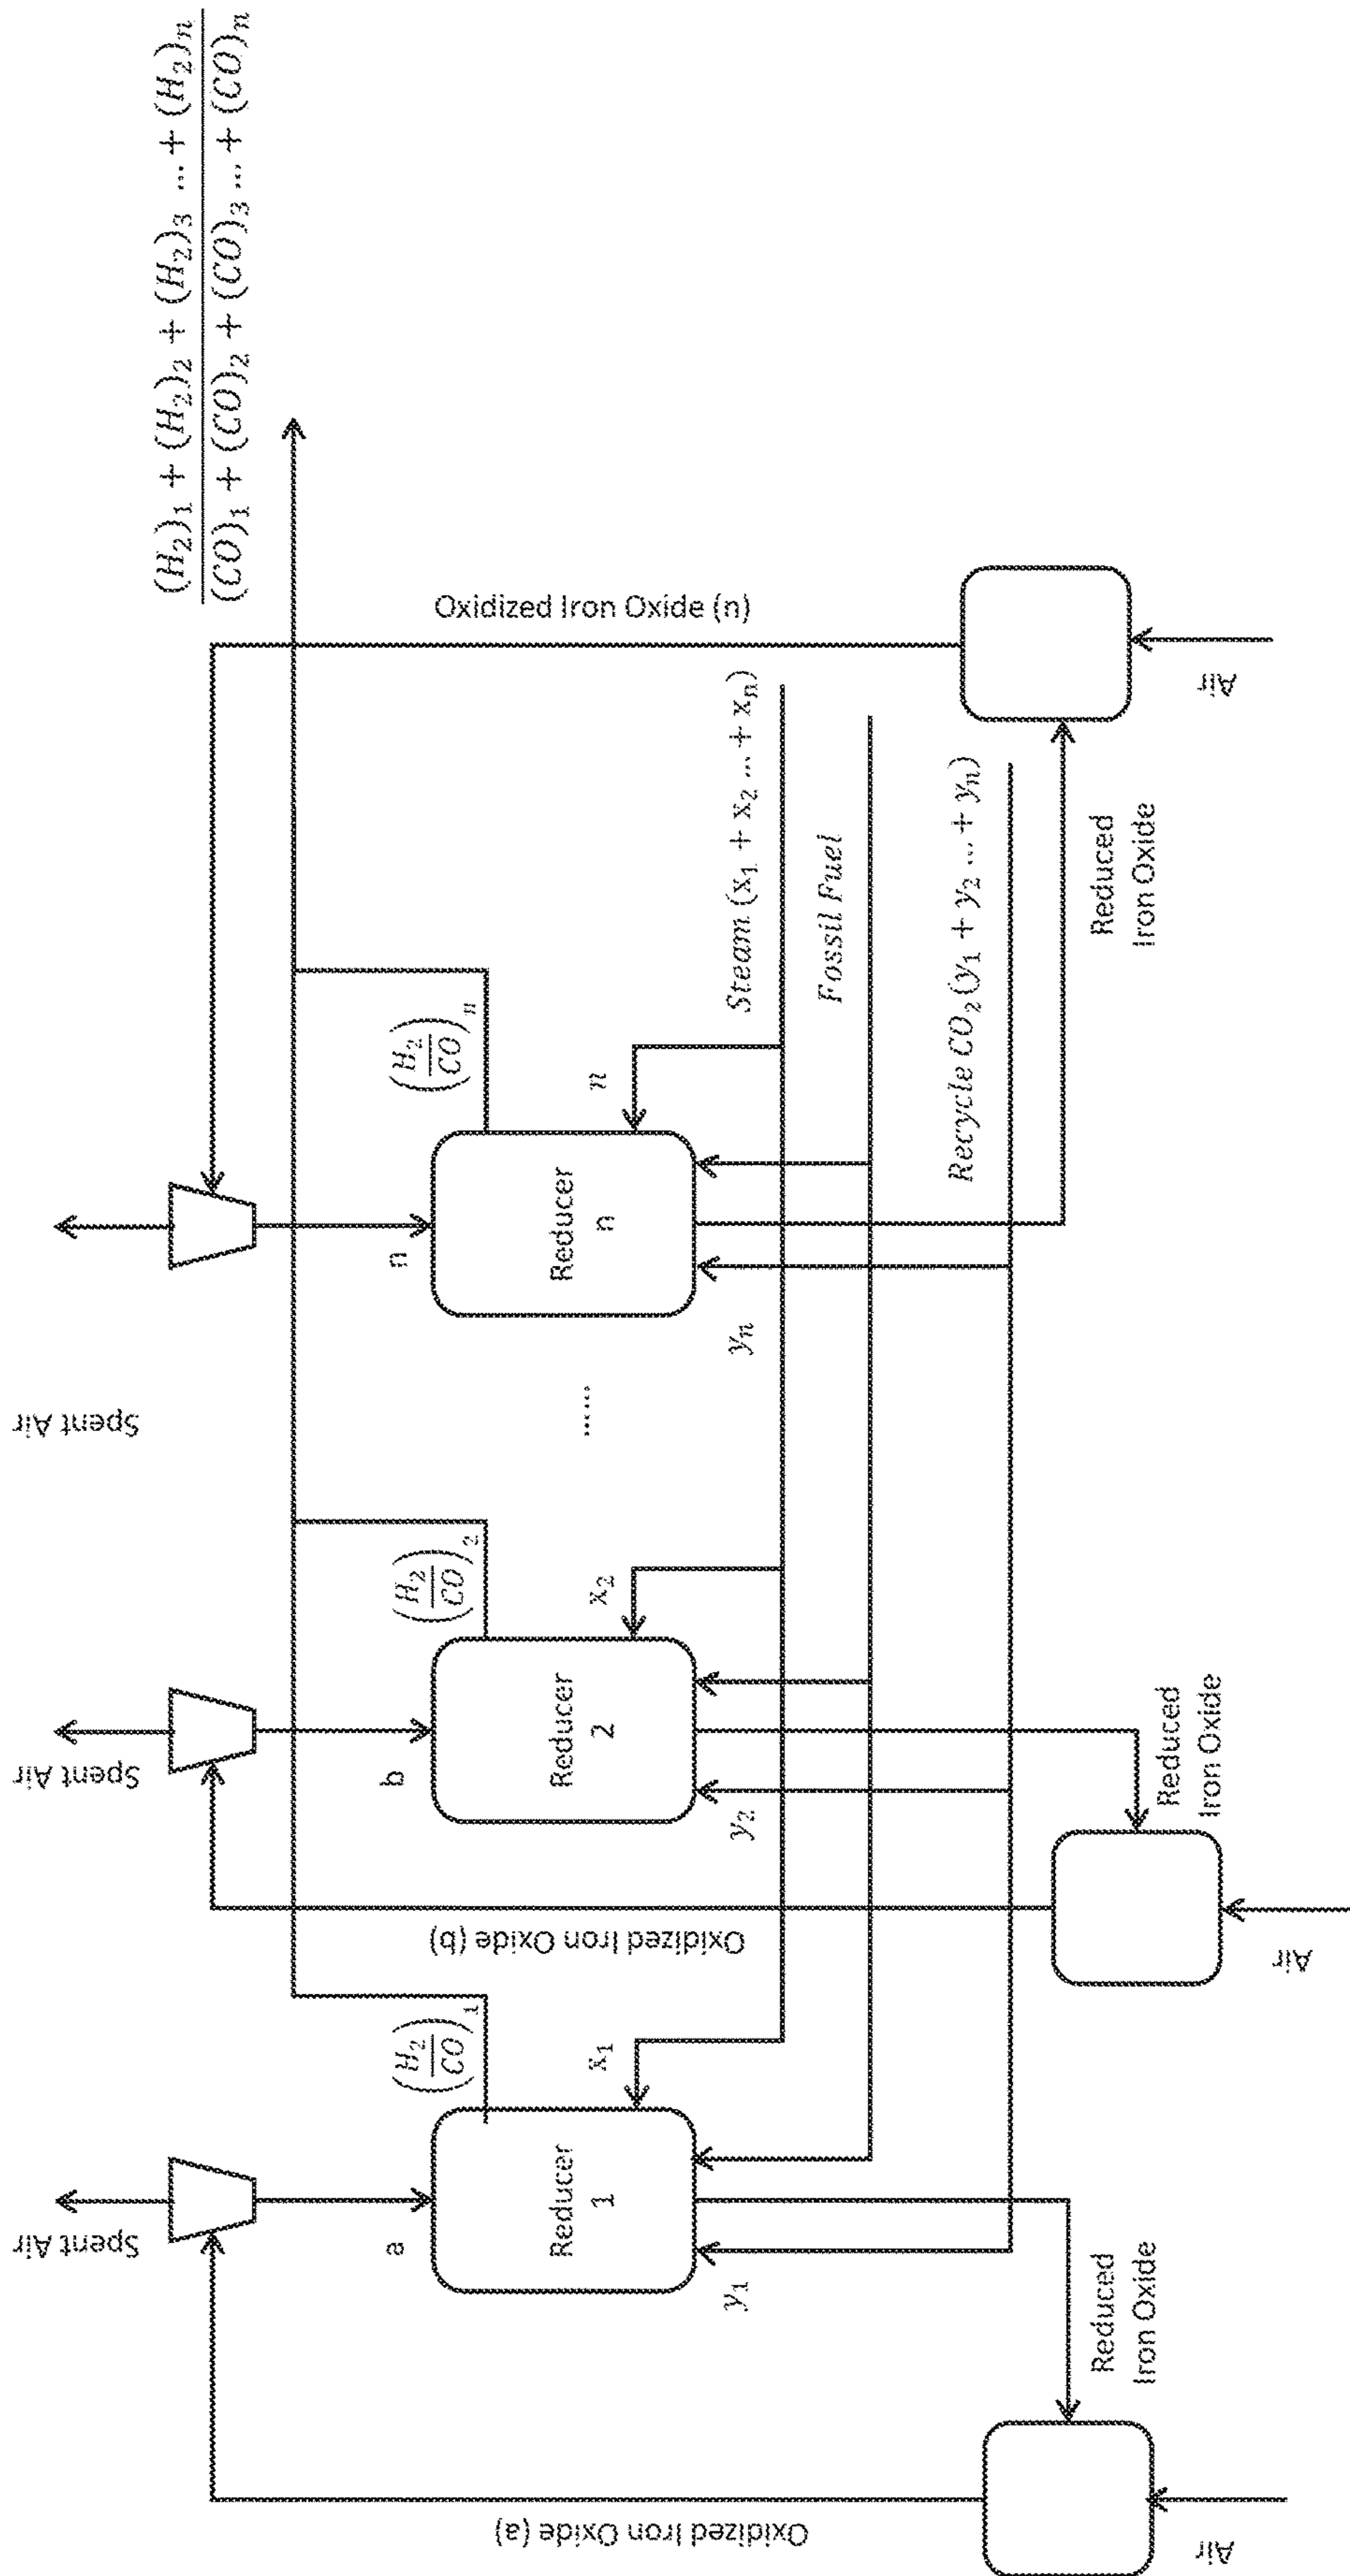 (H₂)₁ + (H₂)₂ + (H₂)₃ ... + (H₂)ₙ
(CO)₁ + (CO)₂ + (CO)₃ ... + (CO)ₙ
Spent Air
Spent Air
Spent Air
a
b
n
(H₂/CO)₁
(H₂/CO)₂
(H₂/CO)ₙ
Oxidized Iron Oxide (a)
Oxidized Iron Oxide (b)
Oxidized Iron Oxide (n)
Reducer
1
Reducer
2
......
Reducer
n
x₁
x₂
n
y₁
y₂
yₙ
Steam (x₁ + x₂ ... + xₙ)
Fossil Fuel
Recycle CO₂(y₁ + y₂ ... + yₙ)
Reduced
Iron Oxide
Reduced
Iron Oxide
Reduced
Iron Oxide
Air
Air
Air